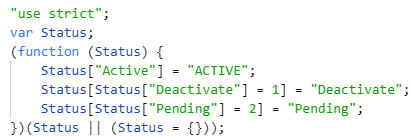 "use strict";
var Status;
(function (Status) {
    Status["Active"] = "ACTIVE";
    Status[Status["Deactivate"] = 1] = "Deactivate";
    Status[Status["Pending"] = 2] = "Pending";
})(Status || (Status = {}));